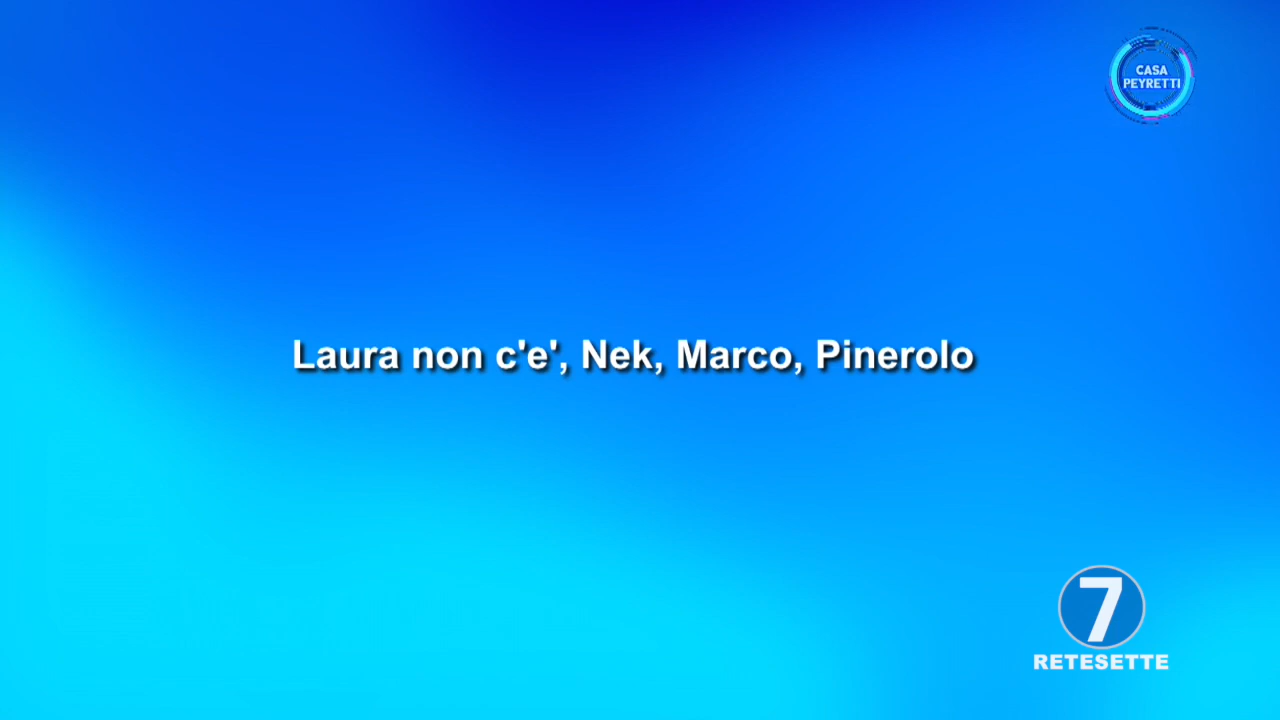 CASA
PEYRETTI
Laura non c'e', Nek, Marco, Pinerolo
7
RETESETTE